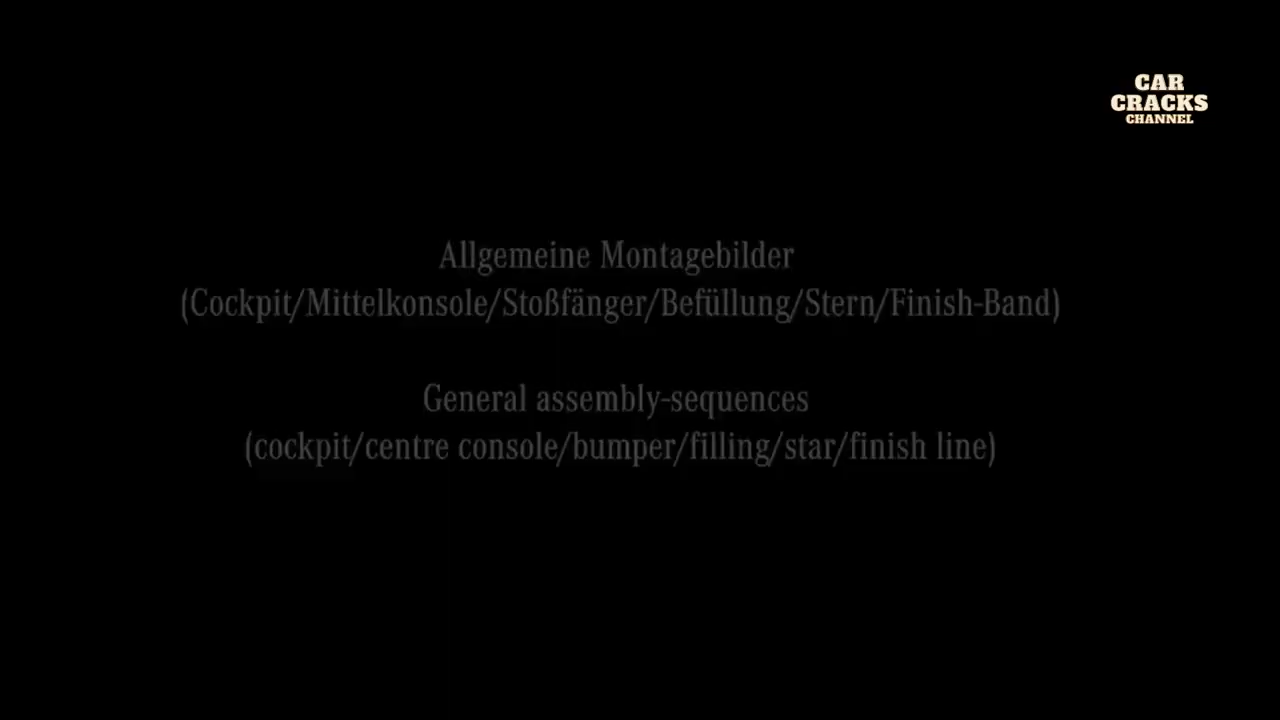 CAR
CRACKS
CHANNEL
Allgemeine Montagebilder
(Cockpit/Mittelkonsole/Stoßfänger/Befüllung/Stern/Finish-Band)
General assembly-sequences
(cockpit/centre console/bumper/filling/star/finish line)